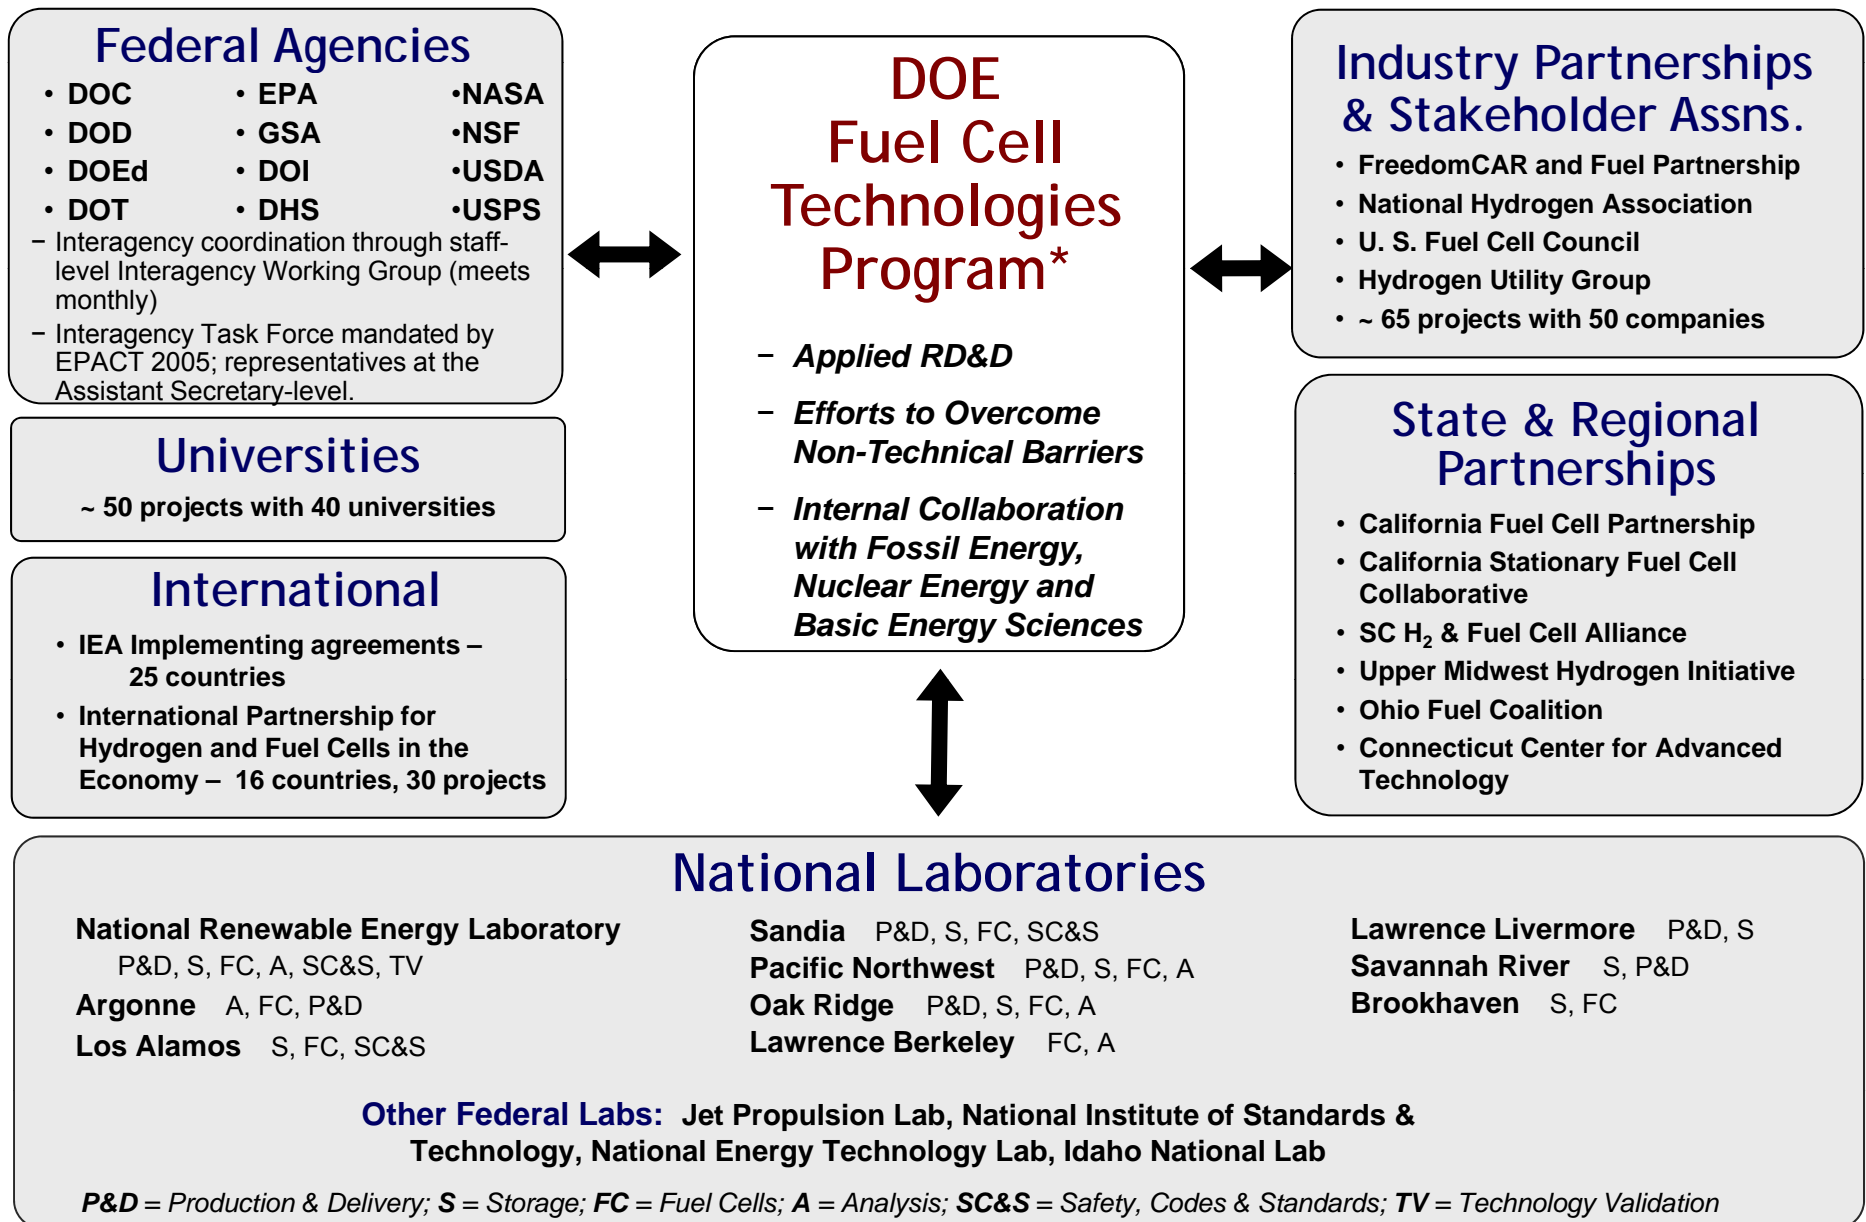 Federal Agencies
• DOC • EPA •NASA
• DOD • GSA •NSF
• DOEd • DOI •USDA
• DOT • DHS •USPS
– Interagency coordination through staff-
level Interagency Working Group (meets
monthly)
– Interagency Task Force mandated by
EPACT 2005; representatives at the
Assistant Secretary-level.
Universities
~ 50 projects with 40 universities
International
• IEA Implementing agreements –
25 countries
• International Partnership for
Hydrogen and Fuel Cells in the
Economy – 16 countries, 30 projects
DOE
Fuel Cell
Technologies
Program*
– Applied RD&D
– Efforts to Overcome
Non-Technical Barriers
– Internal Collaboration
with Fossil Energy,
Nuclear Energy and
Basic Energy Sciences
Industry Partnerships
& Stakeholder Assns.
• FreedomCAR and Fuel Partnership
• National Hydrogen Association
• U. S. Fuel Cell Council
• Hydrogen Utility Group
• ~ 65 projects with 50 companies
State & Regional
Partnerships
• California Fuel Cell Partnership
• California Stationary Fuel Cell
Collaborative
• SC H₂ & Fuel Cell Alliance
• Upper Midwest Hydrogen Initiative
• Ohio Fuel Coalition
• Connecticut Center for Advanced
Technology
National Laboratories
National Renewable Energy Laboratory
P&D, S, FC, A, SC&S, TV
Argonne A, FC, P&D
Los Alamos S, FC, SC&S
Sandia P&D, S, FC, SC&S
Pacific Northwest P&D, S, FC, A
Oak Ridge P&D, S, FC, A
Lawrence Berkeley FC, A
Lawrence Livermore P&D, S
Savannah River S, P&D
Brookhaven S, FC
Other Federal Labs: Jet Propulsion Lab, National Institute of Standards &
Technology, National Energy Technology Lab, Idaho National Lab
P&D = Production & Delivery; S = Storage; FC = Fuel Cells; A = Analysis; SC&S = Safety, Codes & Standards; TV = Technology Validation